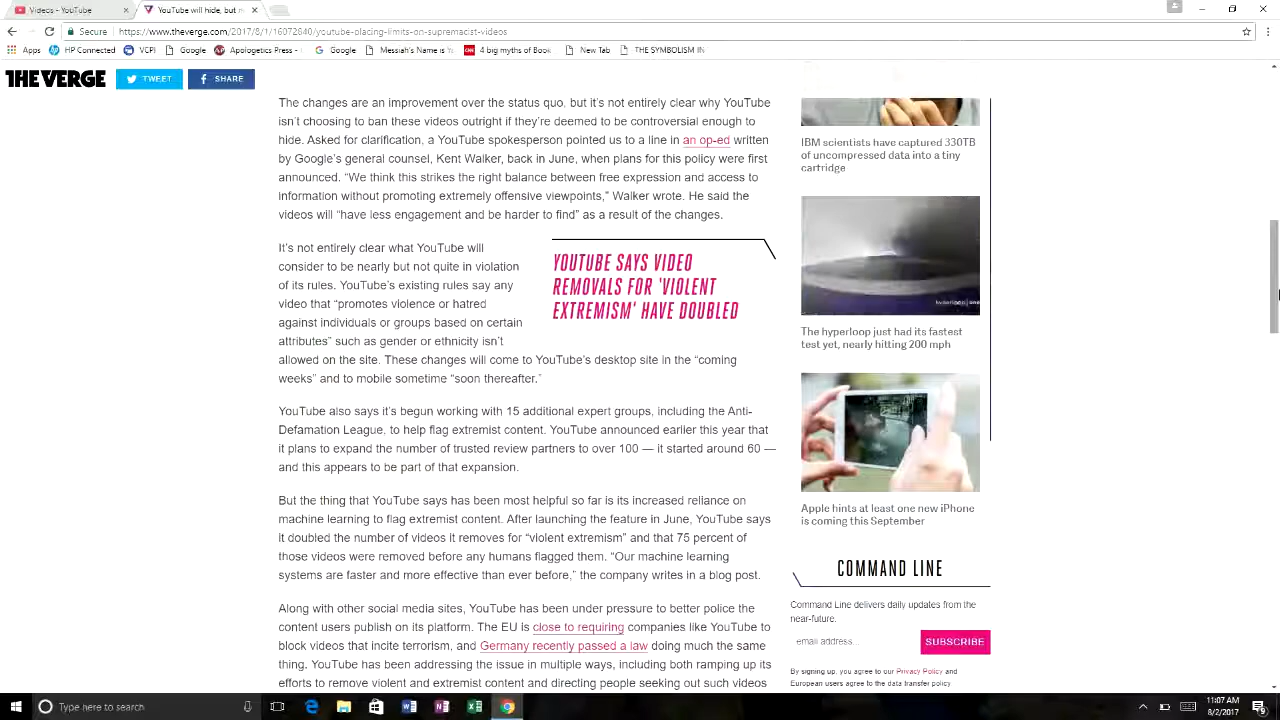 Videos - YouTube
YouTube will hide, but n
Secure
https://www.theverge.com/2017/8/1/16072840/youtube-placing-limits-on-supremacist-videos
Apps
HP Connected
VCPI
Google
Apologetics Press -
Google
Messiah's Name :
4 big myths of Book
New Tab
THE SYMBOLISM IN
THE VERGE
TWEET
SHARE
The changes are an improvement over the status quo, but it's not entirely clear why YouTube
isn't choosing to ban these videos outright if they're deemed to be controversial enough to
hide. Asked for clarification, a YouTube spokesperson pointed us to a line in an op-ed written
by Google's general counsel, Kent Walker, back in June, when plans for this policy were first
announced. “We think this strikes the right balance between free expression and access to
information without promoting extremely offensive viewpoints,” Walker wrote. He said the
videos will “have less engagement and be harder to find” as a result of the changes.
It's not entirely clear what YouTube will
consider to be nearly but not quite in violation
of its rules. YouTube's existing rules say any
video that “promotes violence or hatred
against individuals or groups based on certain
attributes” such as gender or ethnicity isn't
allowed on the site. These changes will come to YouTube's desktop site in the “coming
weeks” and to mobile sometime “soon thereafter.”
YOUTUBE SAYS VIDEO
REMOVALS FOR 'VIOLENT
EXTREMISM' HAVE DOUBLED
YouTube also says it's begun working with 15 additional expert groups, including the Anti-
Defamation League, to help flag extremist content. YouTube announced earlier this year that
it plans to expand the number of trusted review partners to over 100 — it started around 60 —
and this appears to be part of that expansion.
But the thing that YouTube says has been most helpful so far is its increased reliance on
machine learning to flag extremist content. After launching the feature in June, YouTube says
it doubled the number of videos it removes for “violent extremism” and that 75 percent of
those videos were removed before any humans flagged them. “Our machine learning
systems are faster and more effective than ever before,” the company writes in a blog post.
Along with other social media sites, YouTube has been under pressure to better police the
content users publish on its platform. The EU is close to requiring companies like YouTube to
block videos that incite terrorism, and Germany recently passed a law doing much the same
thing. YouTube has been addressing the issue in multiple ways, including both ramping up its
efforts to remove violent and extremist content and directing people seeking out such videos
IBM scientists have captured 330TB
of uncompressed data into a tiny
cartridge
The hyperloop just had its fastest
test yet, nearly hitting 200 mph
Apple hints at least one new iPhone
is coming this September
COMMAND LINE
Command Line delivers daily updates from the
near-future.
email address...
SUBSCRIBE
By signing up, you agree to our Privacy Policy and
European users agree to the data transfer policy
Type here to search
11:07 AM
8/2/2017